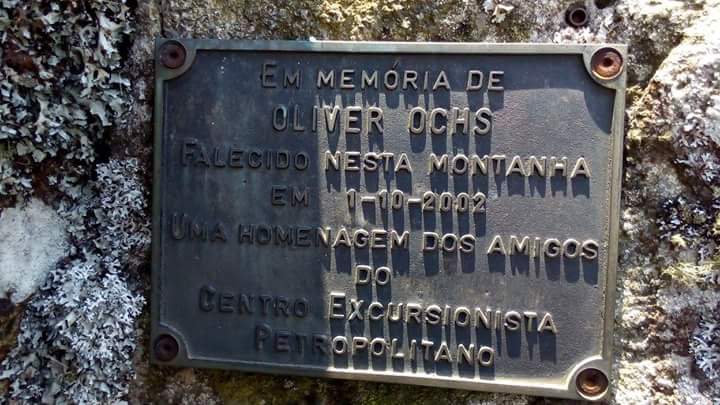 EM MEMÓRIA DE
OLIVER OCHS
FALECIDO NESTA MONTANHA
EM 1-10-2002
UMA HOMENAGEM DOS AMIGOS
DO
CENTRO EXCURSIONISTA
PETROPOLITANO